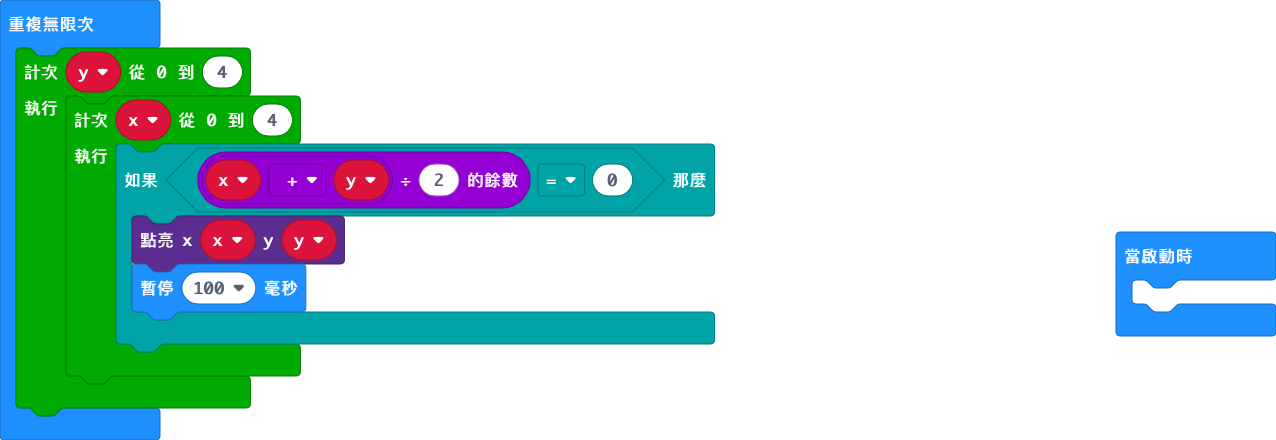 重複無限次
計次 y 從 0 到 4
執行
計次 x 從 0 到 4
執行
如果 x + y ÷ 2 的餘數 = 0 那麼
點亮 x x y y
暫停 100 毫秒
當啟動時